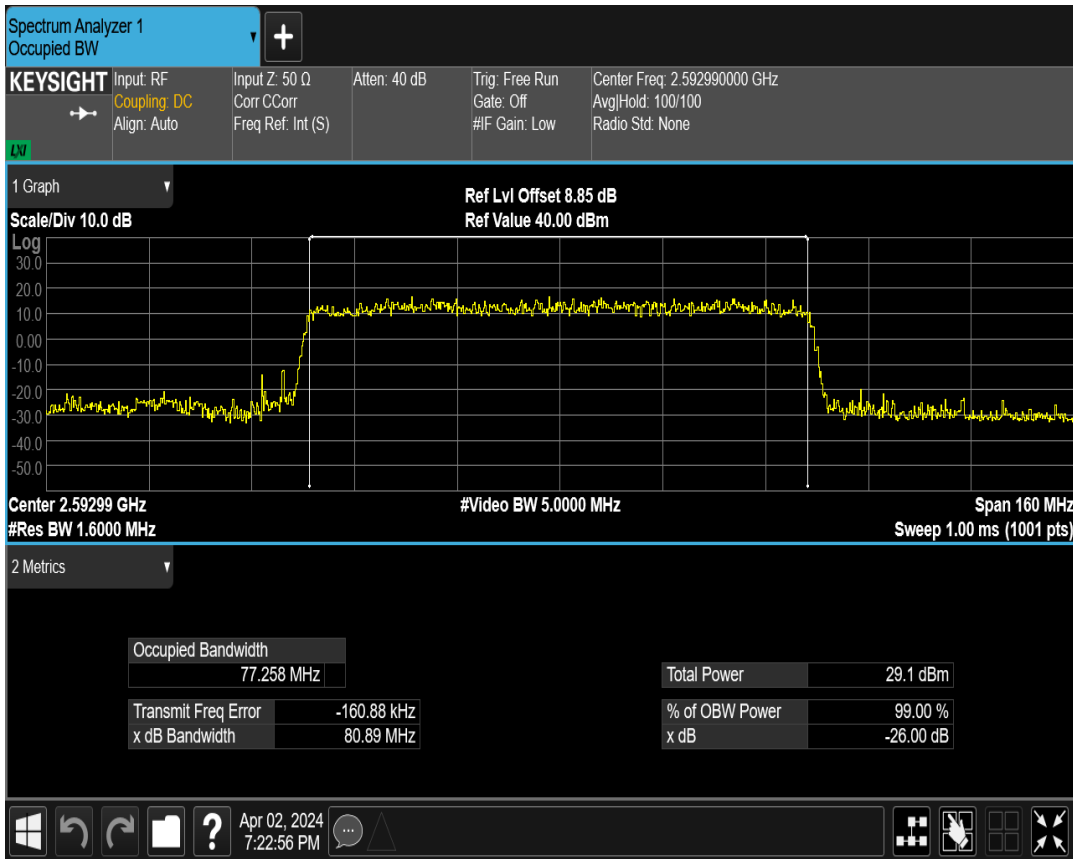 Spectrum Analyzer 1
Occupied BW
+
KEYSIGHT
LXI
Input: RF
Coupling: DC
Align: Auto
Input Z: 50 Ω
Corr CCorr
Freq Ref: Int (S)
Atten: 40 dB
Trig: Free Run
Gate: Off
#IF Gain: Low
Center Freq: 2.592990000 GHz
Avg|Hold: 100/100
Radio Std: None
1 Graph
Scale/Div 10.0 dB
Ref Lvl Offset 8.85 dB
Ref Value 40.00 dBm
Log
30.0
20.0
10.0
0.00
-10.0
-20.0
-30.0
-40.0
-50.0
Center 2.59299 GHz
#Video BW 5.0000 MHz
Span 160 MHz
#Res BW 1.6000 MHz
Sweep 1.00 ms (1001 pts)
2 Metrics
Occupied Bandwidth
77.258 MHz
Total Power 29.1 dBm
Transmit Freq Error -160.88 kHz
% of OBW Power 99.00 %
x dB Bandwidth 80.89 MHz
x dB -26.00 dB
?
Apr 02, 2024
7:22:56 PM